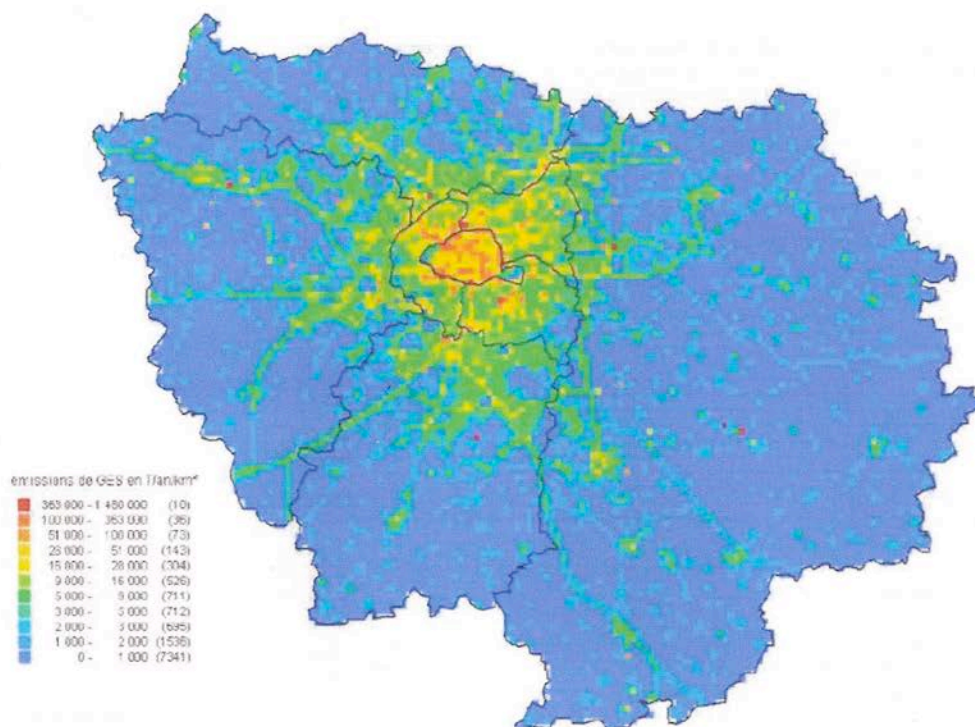 émissions de GES en T/an/km²
363 000 - 1 460 000 (10)
100 000 - 363 000 (36)
51 000 - 100 000 (73)
28 000 - 51 000 (143)
16 000 - 28 000 (304)
9 000 - 16 000 (526)
5 000 - 9 000 (711)
3 000 - 5 000 (712)
2 000 - 3 000 (695)
1 000 - 2 000 (1536)
0 - 1 000 (7341)